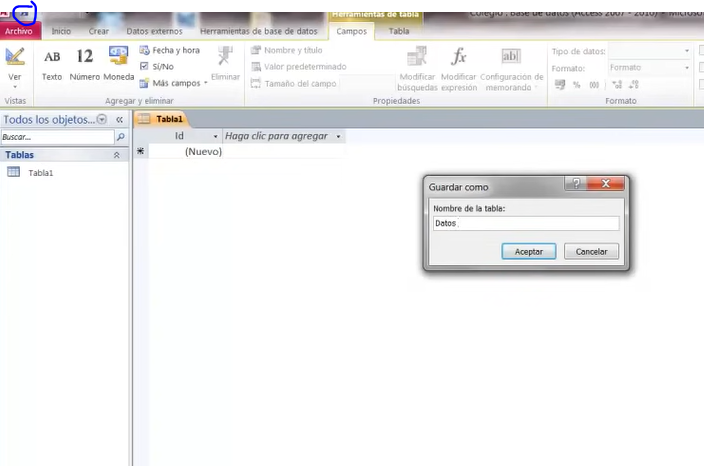 Herramientas de tabla
Colegio : Base de datos (Access 2007 - 2010) - Microso
Archivo Inicio Crear Datos externos Herramientas de base de datos Campos Tabla
Ver
AB Texto
12 Número
Moneda
Fecha y hora
Sí/No
Más campos
Eliminar
Nombre y título
Valor predeterminado
Tamaño del campo
Modificar búsquedas
fx Modificar expresión
ab Configuración de memorando
Tipo de datos:
Formato: Formato
% 000
Vistas Agregar y eliminar Propiedades Formato
Todos los objetos... «
Buscar...
Tablas
Tabla1
Tabla1
Id Haga clic para agregar
* (Nuevo)
Guardar como
? X
Nombre de la tabla:
Datos
Aceptar Cancelar